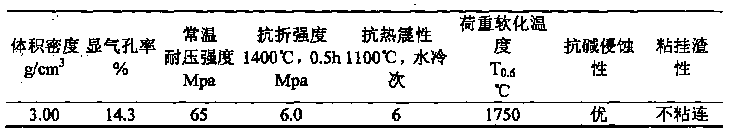 体积密度 g/cm³
显气孔率 %
常温耐压强度 Mpa
抗折强度 1400℃，0.5h Mpa
抗热震性 1100℃，水冷 次
荷重软化温度 T₀.₆ ℃
抗碱侵蚀性
粘挂渣性
3.00 14.3 65 6.0 6 1750 优 不粘连